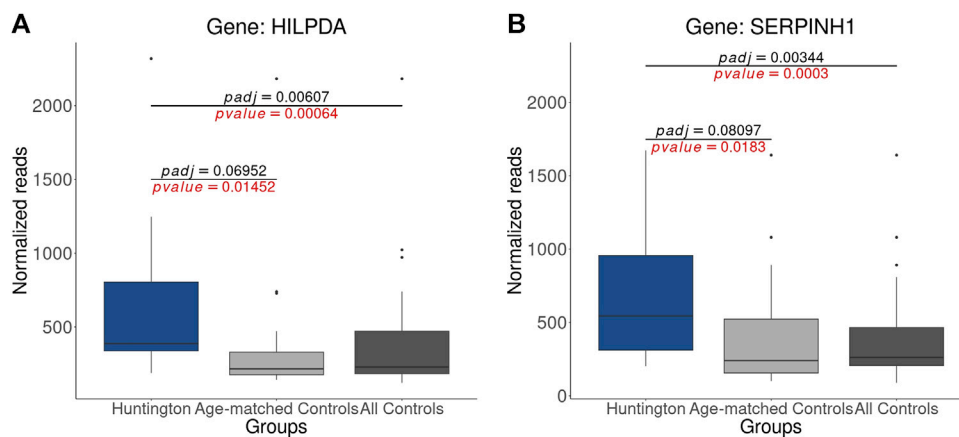 A
Gene: HILPDA
Normalized reads
2000
1500
1000
500
padj = 0.00607
pvalue = 0.00064
padj = 0.06952
pvalue = 0.01452
Huntington
Age-matched Controls
All Controls
Groups
B
Gene: SERPINH1
Normalized reads
2000
1500
1000
500
0
padj = 0.00344
pvalue = 0.0003
padj = 0.08097
pvalue = 0.0183
Huntington
Age-matched Controls
All Controls
Groups